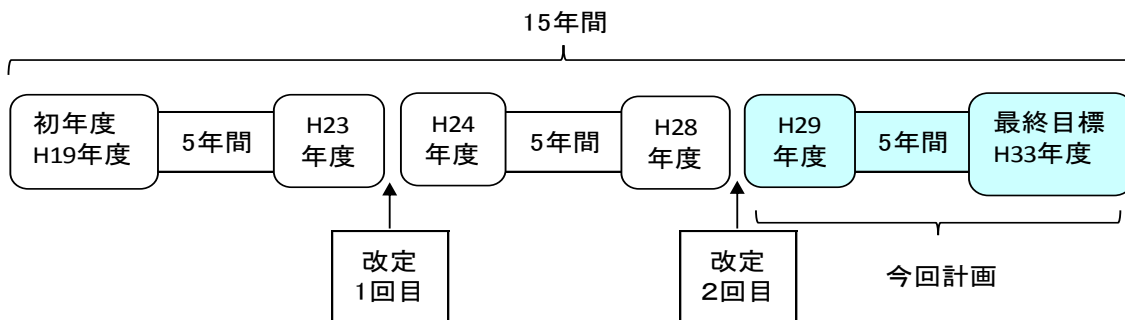 15年間
初年度
H19年度
5年間
H23
年度
H24
年度
5年間
H28
年度
H29
年度
5年間
最終目標
H33年度
改定
1回目
改定
2回目
今回計画